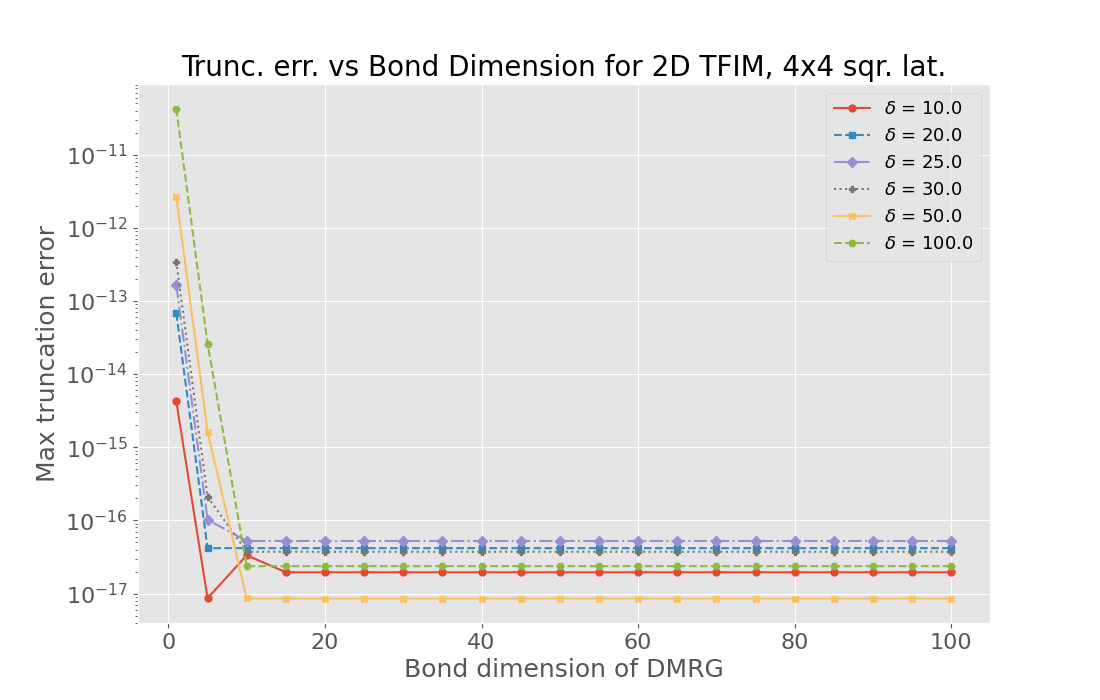 Trunc. err. vs Bond Dimension for 2D TFIM, 4x4 sqr. lat.
δ = 10.0
δ = 20.0
δ = 25.0
δ = 30.0
δ = 50.0
δ = 100.0
Max truncation error
10⁻¹¹
10⁻¹²
10⁻¹³
10⁻¹⁴
10⁻¹⁵
10⁻¹⁶
10⁻¹⁷
0 20 40 60 80 100
Bond dimension of DMRG